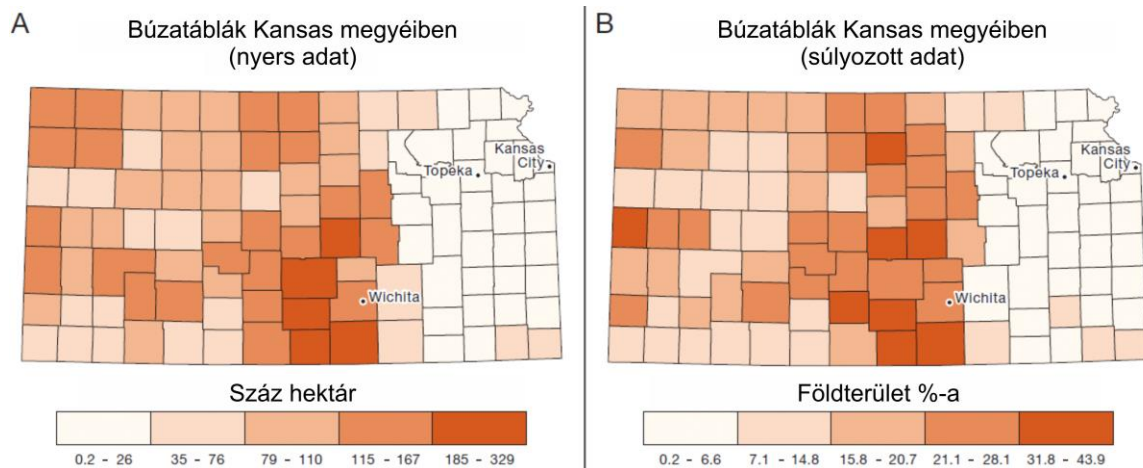 A
Búzatáblák Kansas megyéiben
(nyers adat)
Topeka
Kansas
City
Wichita
Száz hektár
0.2 - 26
35 - 76
79 - 110
115 - 167
185 - 329
B
Búzatáblák Kansas megyéiben
(súlyozott adat)
Topeka
Kansas
City
Wichita
Földterület %-a
0.2 - 6.6
7.1 - 14.8
15.8 - 20.7
21.1 - 28.1
31.8 - 43.9